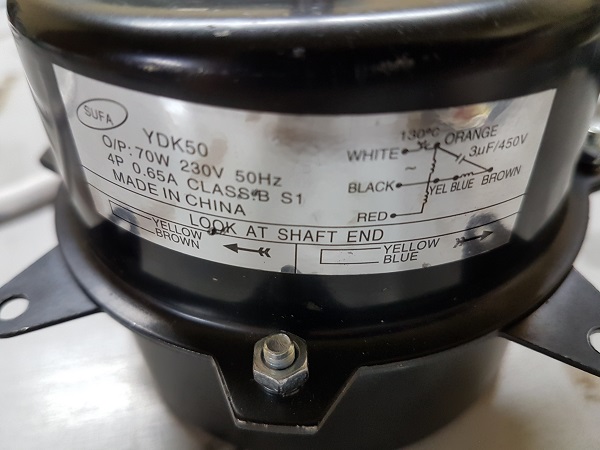 SUFA
YDK50
O/P:70W 230V 50Hz
4P 0.65A CLASS:B S1
MADE IN CHINA
130°C ORANGE
WHITE
3uF/450V
~
BLACK
YEL BLUE BROWN
RED
LOOK AT SHAFT END
YELLOW
BROWN
YELLOW
BLUE